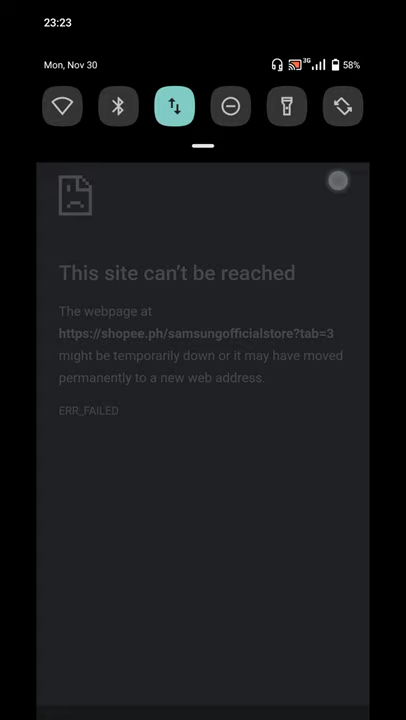 23:23
Mon, Nov 30
3G
58%
This site can't be reached
The webpage at
https://shopee.ph/samsungofficialstore?tab=3
might be temporarily down or it may have moved
permanently to a new web address.
ERR_FAILED